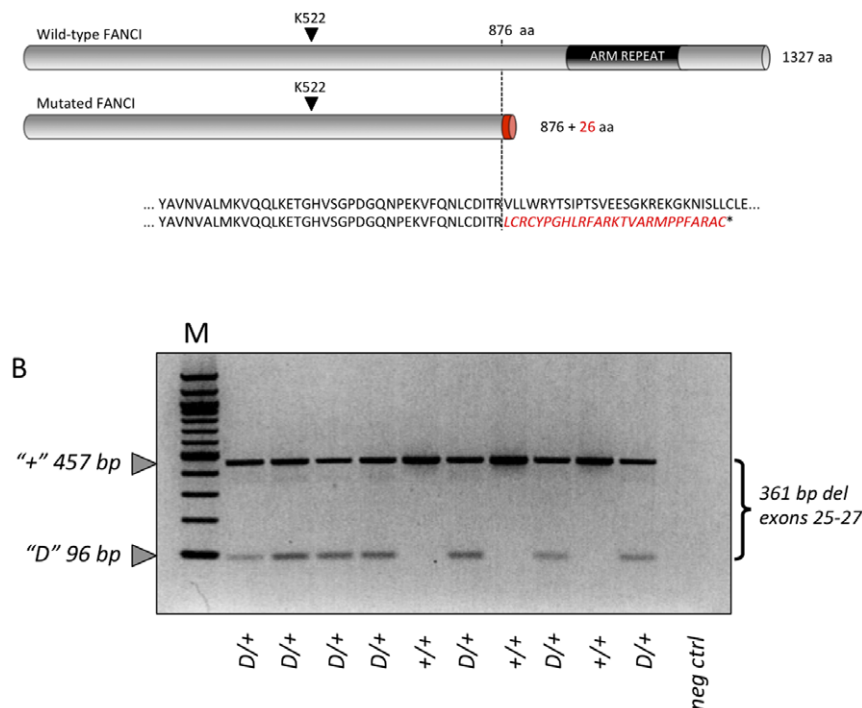 K522
876 aa
Wild-type FANCI
ARM REPEAT
1327 aa
K522
Mutated FANCI
876 + 26 aa
... YAVNVALMKVQQLKETGHVSGPDGQNPEKVFQNLCDITRVLLWRYTSIPTSVEESGKREKGKNISLLCLE...
... YAVNVALMKVQQLKETGHVSGPDGQNPEKVFQNLCDITRLCRCYPGHLRFARKTVARMPPFARAC*
M
B
"+" 457 bp
361 bp del
exons 25-27
"D" 96 bp
D/+
D/+
D/+
D/+
+/+
D/+
+/+
D/+
+/+
D/+
neg ctrl